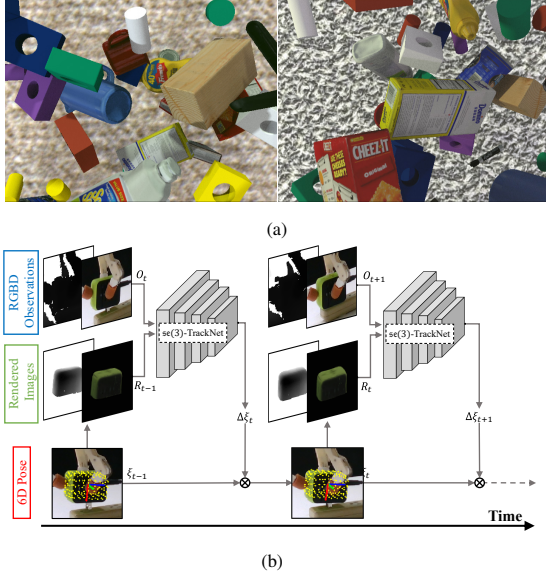 CHEEZ-IT
(a)
RGBD
Observations
O_t
se(3)-TrackNet
O_{t+1}
se(3)-TrackNet
Rendered
Images
R_{t-1}
R_t
Δξ_t
Δξ_{t+1}
6D Pose
ξ_{t-1}
ξ_t
Time
(b)